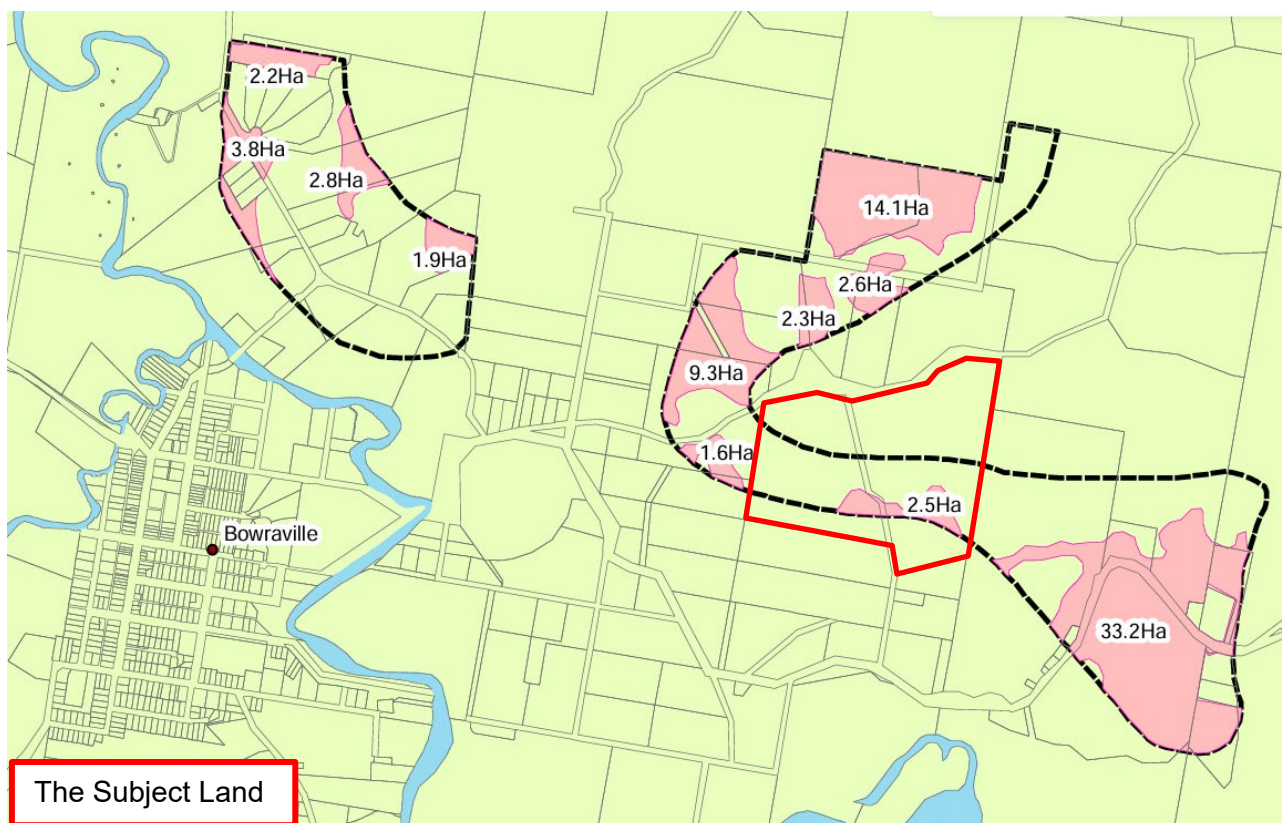 2.2Ha
3.8Ha
2.8Ha
1.9Ha
14.1Ha
2.6Ha
2.3Ha
9.3Ha
1.6Ha
2.5Ha
Bowraville
33.2Ha
The Subject Land